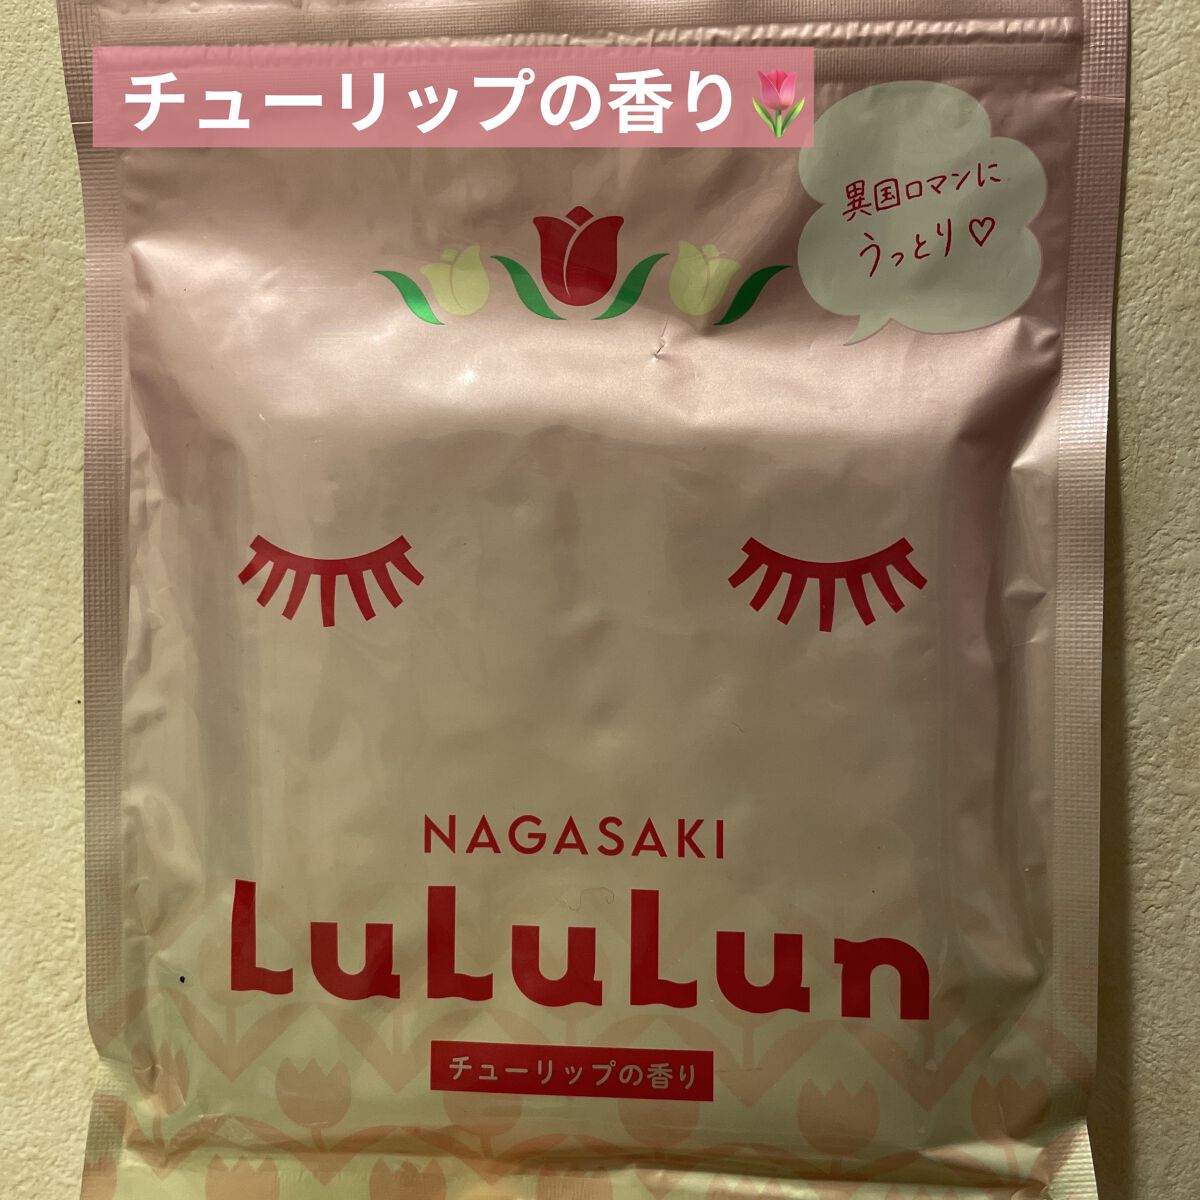 チューリップの香り🌷
異国ロマンに
うっとり♡
NAGASAKI
LuLuLun
チューリップの香り